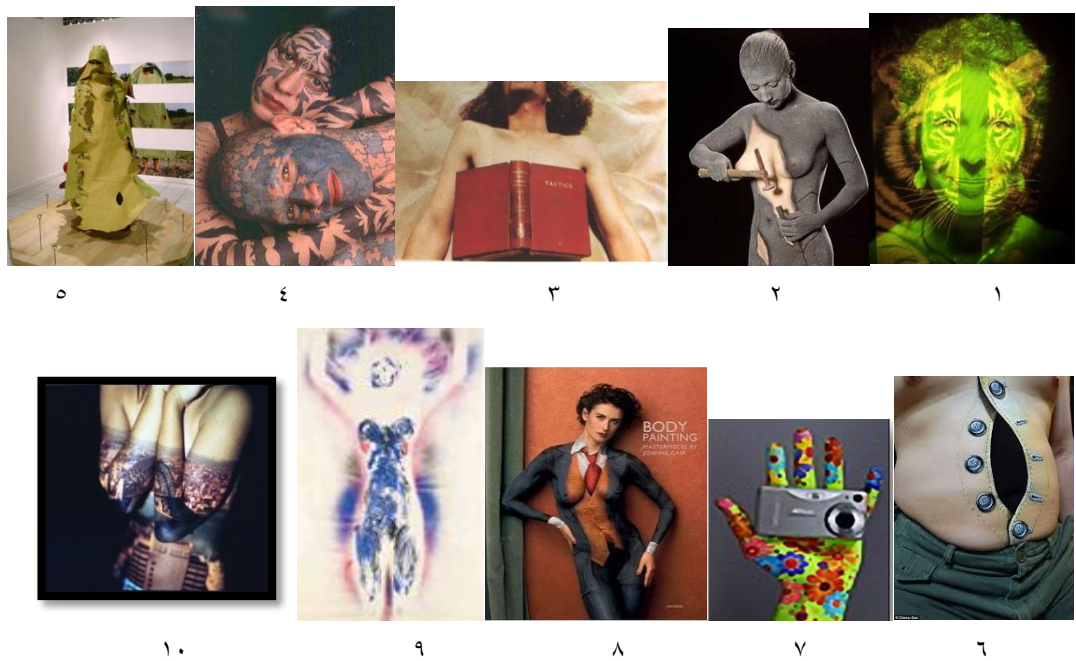 TACTICS
١ ٢ ٣ ٤ ٥
BODY
PAINTING
MASTERPIECES BY
JOANNE GAIR
٦ ٧ ٨ ٩ ١٠